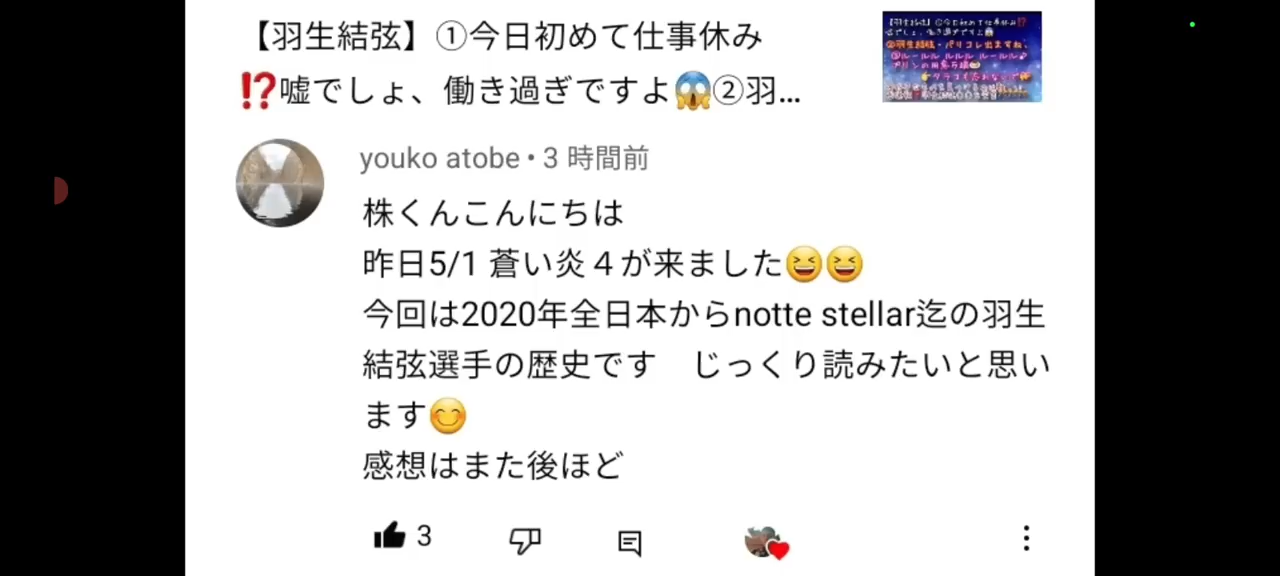 【羽生結弦】①今日初めて仕事休み
⁉️嘘でしょ、働き過ぎですよ😱②羽...
youko atobe • 3 時間前
株くんこんにちは
昨日5/1 蒼い炎４が来ました😆😆
今回は2020年全日本からnotte stellar迄の羽生
結弦選手の歴史です　じっくり読みたいと思い
ます😊
感想はまた後ほど
3